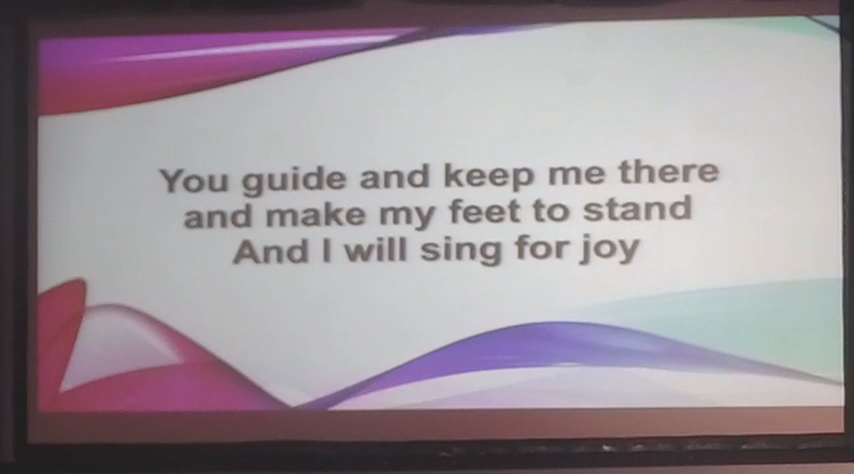 You guide and keep me there
and make my feet to stand
And I will sing for joy